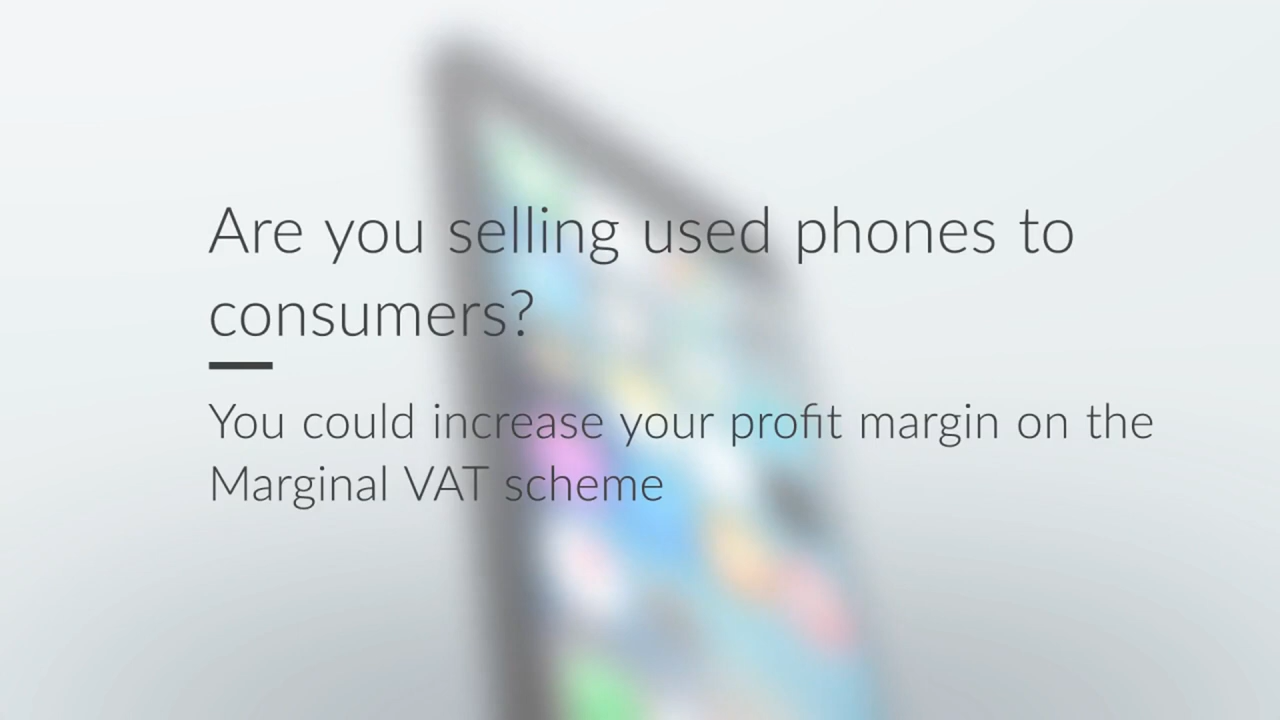 Are you selling used phones to
consumers?
You could increase your profit margin on the
Marginal VAT scheme